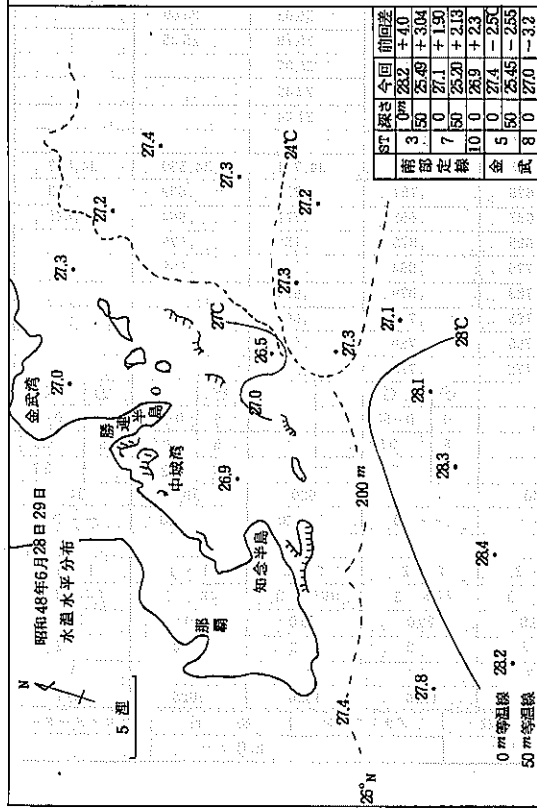 昭和48年6月28日29日
水温水平分布
N
5 浬
金武湾
27.0
27.3
27.2
27.4
27.3
勝連半島
中城湾
26.9
27.0
26.5
27℃
27.3
24℃
27.2
那覇
知念半島
27.4
200 m
27.3
27.1
26°N
27.8
28℃
28.1
28.3
28.4
28.2
0 m等温線
50 m等温線
ST 深さ 今回 前回差
南部定線 3 0m 28.2 +4.0
50 25.49 +3.04
7 0 27.1 +1.90
50 25.20 +2.13
10 0 26.9 +2.3
金武 5 0 27.4 -2.5℃
50 25.45 -2.55
8 0 27.0 -3.2